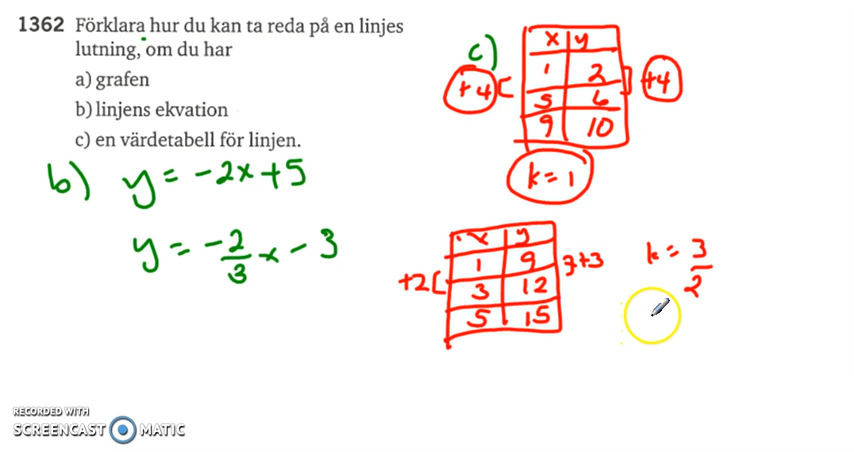 1362 Förklara hur du kan ta reda på en linjes
lutning, om du har
a) grafen
b) linjens ekvation
c) en värdetabell för linjen.
b) y = -2x + 5
y = -2/3 x - 3
c)
x y
+4 1 2 +4
5 6
9 10
k = 1
x y
1 9
+2 3 12 +3
5 15
k = 3/2
RECORDED WITH
SCREENCAST MATIC